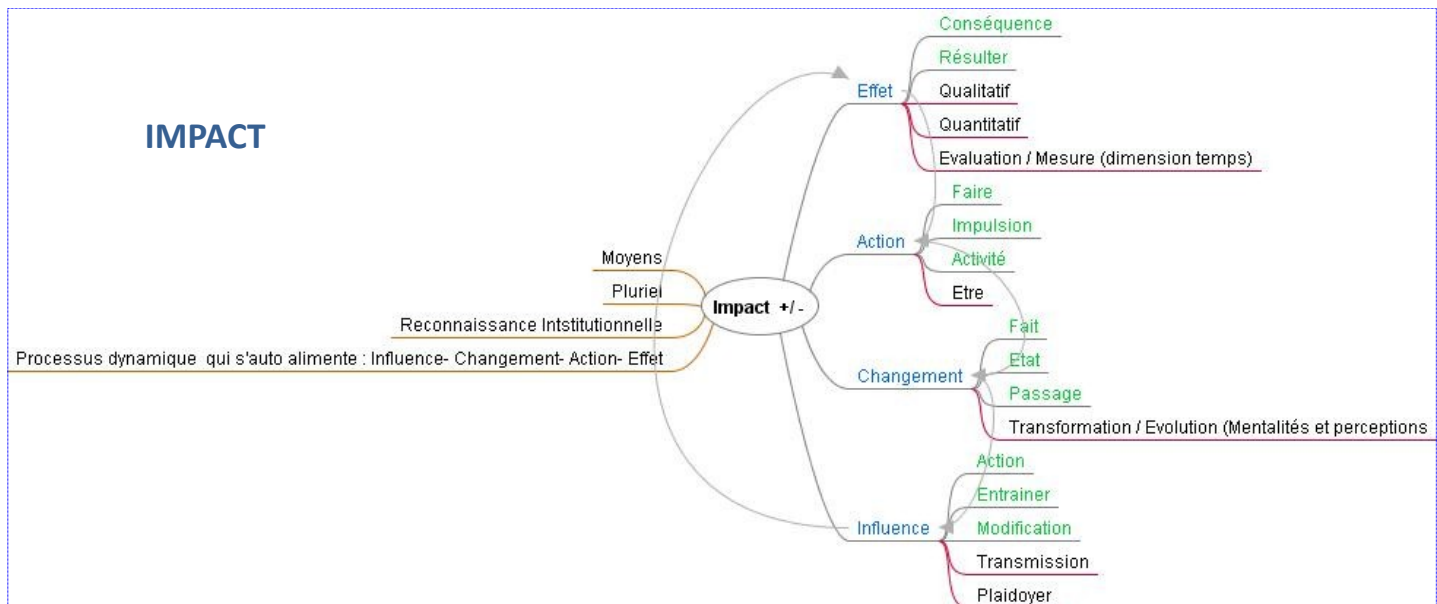 IMPACT
Moyens
Pluriel
Reconnaissance Intstitutionnelle
Processus dynamique qui s'auto alimente : Influence- Changement- Action- Effet
Impact +/-
Effet
Conséquence
Résulter
Qualitatif
Quantitatif
Evaluation / Mesure (dimension temps)
Action
Faire
Impulsion
Activité
Etre
Changement
Fait
Etat
Passage
Transformation / Evolution (Mentalités et perceptions
Influence
Action
Entrainer
Modification
Transmission
Plaidoyer